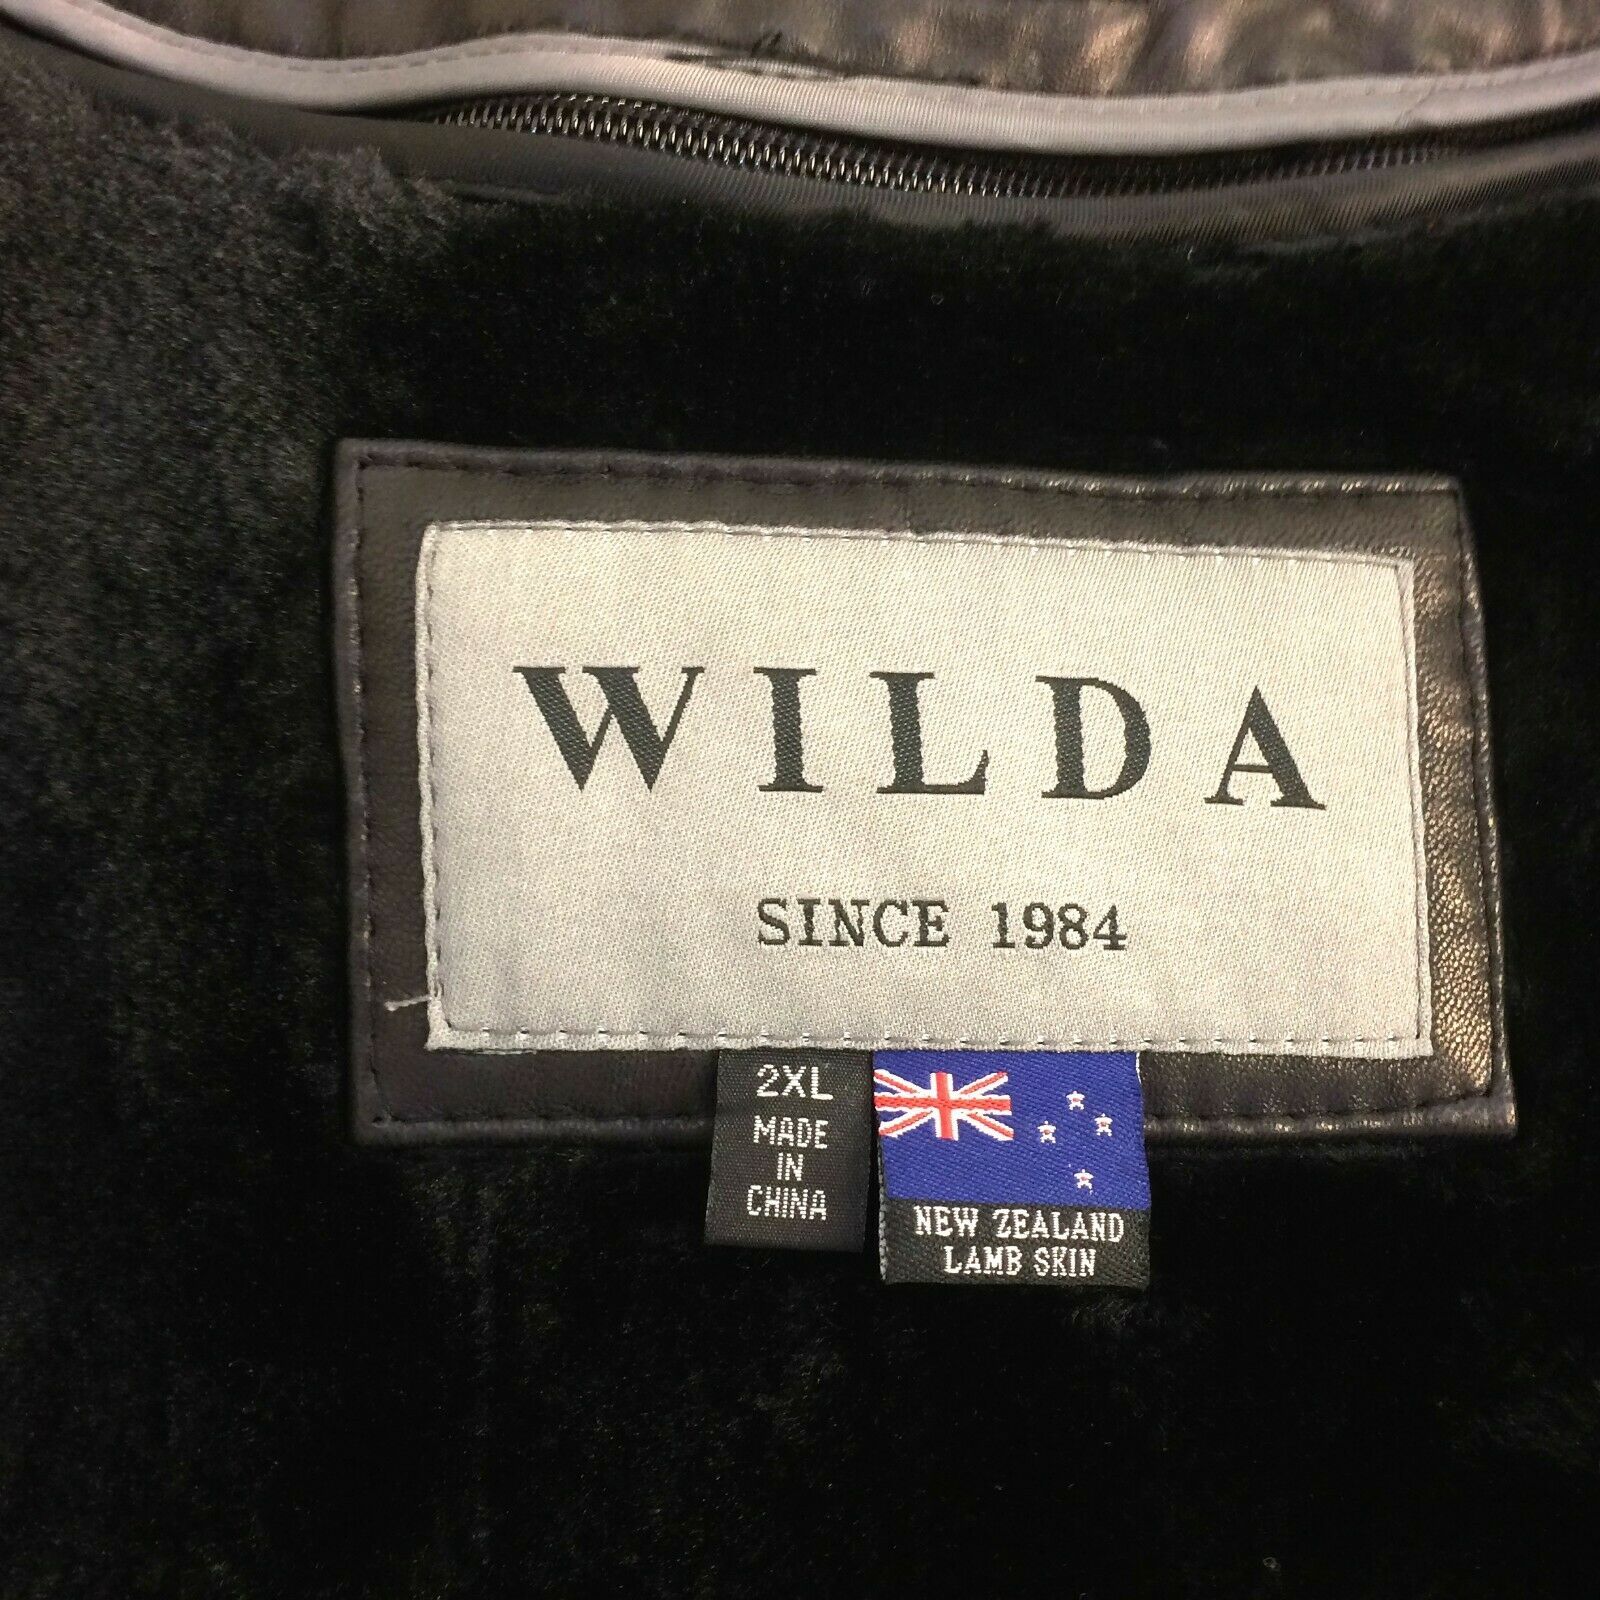 WILDA
SINCE 1984
2XL
MADE
IN
CHINA
NEW ZEALAND
LAMB SKIN